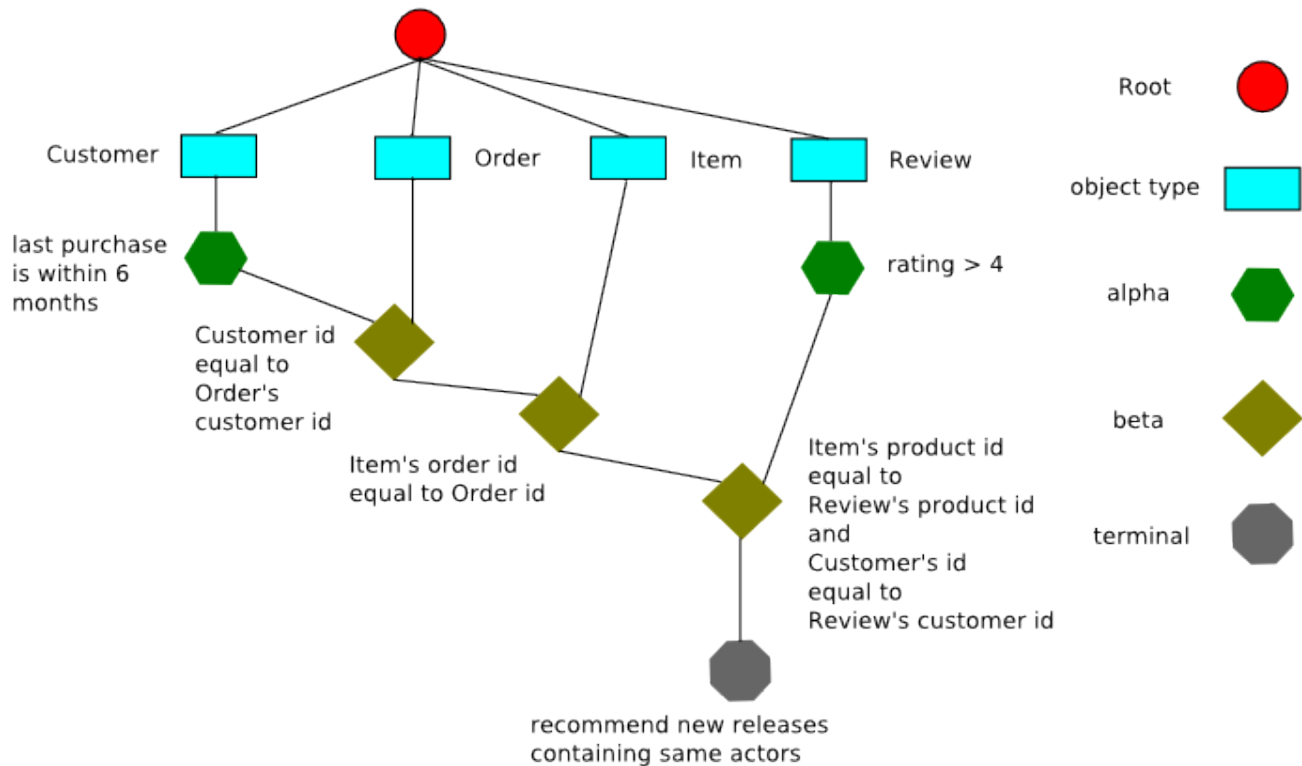 Root
Customer
Order
Item
Review
object type
last purchase
is within 6
months
rating > 4
alpha
Customer id
equal to
Order's
customer id
beta
Item's order id
equal to Order id
Item's product id
equal to
Review's product id
and
Customer's id
equal to
Review's customer id
terminal
recommend new releases
containing same actors